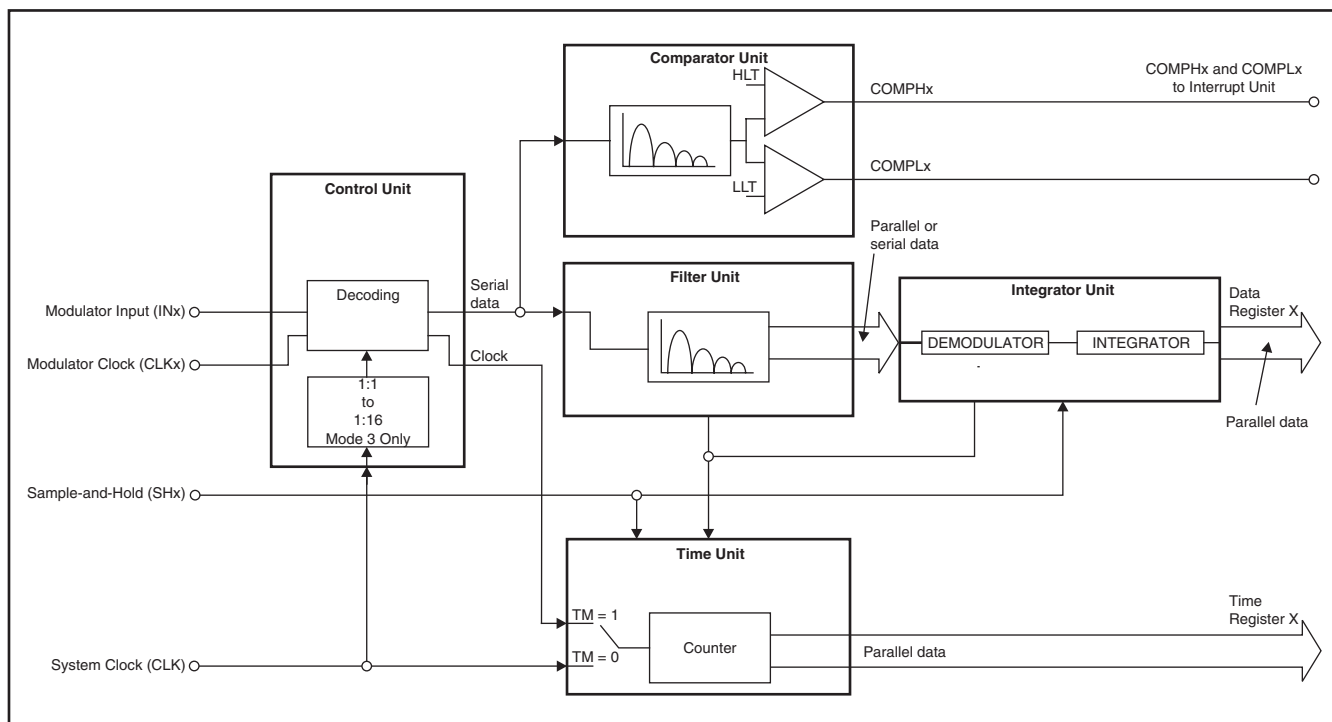 Comparator Unit
HLT
COMPHx
COMPHx and COMPLx
to Interrupt Unit
LLT
COMPLx
Control Unit
Decoding
Serial
data
Modulator Input (INx)
Modulator Clock (CLKx)
Clock
1:1
to
1:16
Mode 3 Only
Filter Unit
Parallel or
serial data
Integrator Unit
DEMODULATOR
INTEGRATOR
Data
Register X
Parallel data
Sample-and-Hold (SHx)
Time Unit
TM = 1
TM = 0
Counter
Parallel data
Time
Register X
System Clock (CLK)